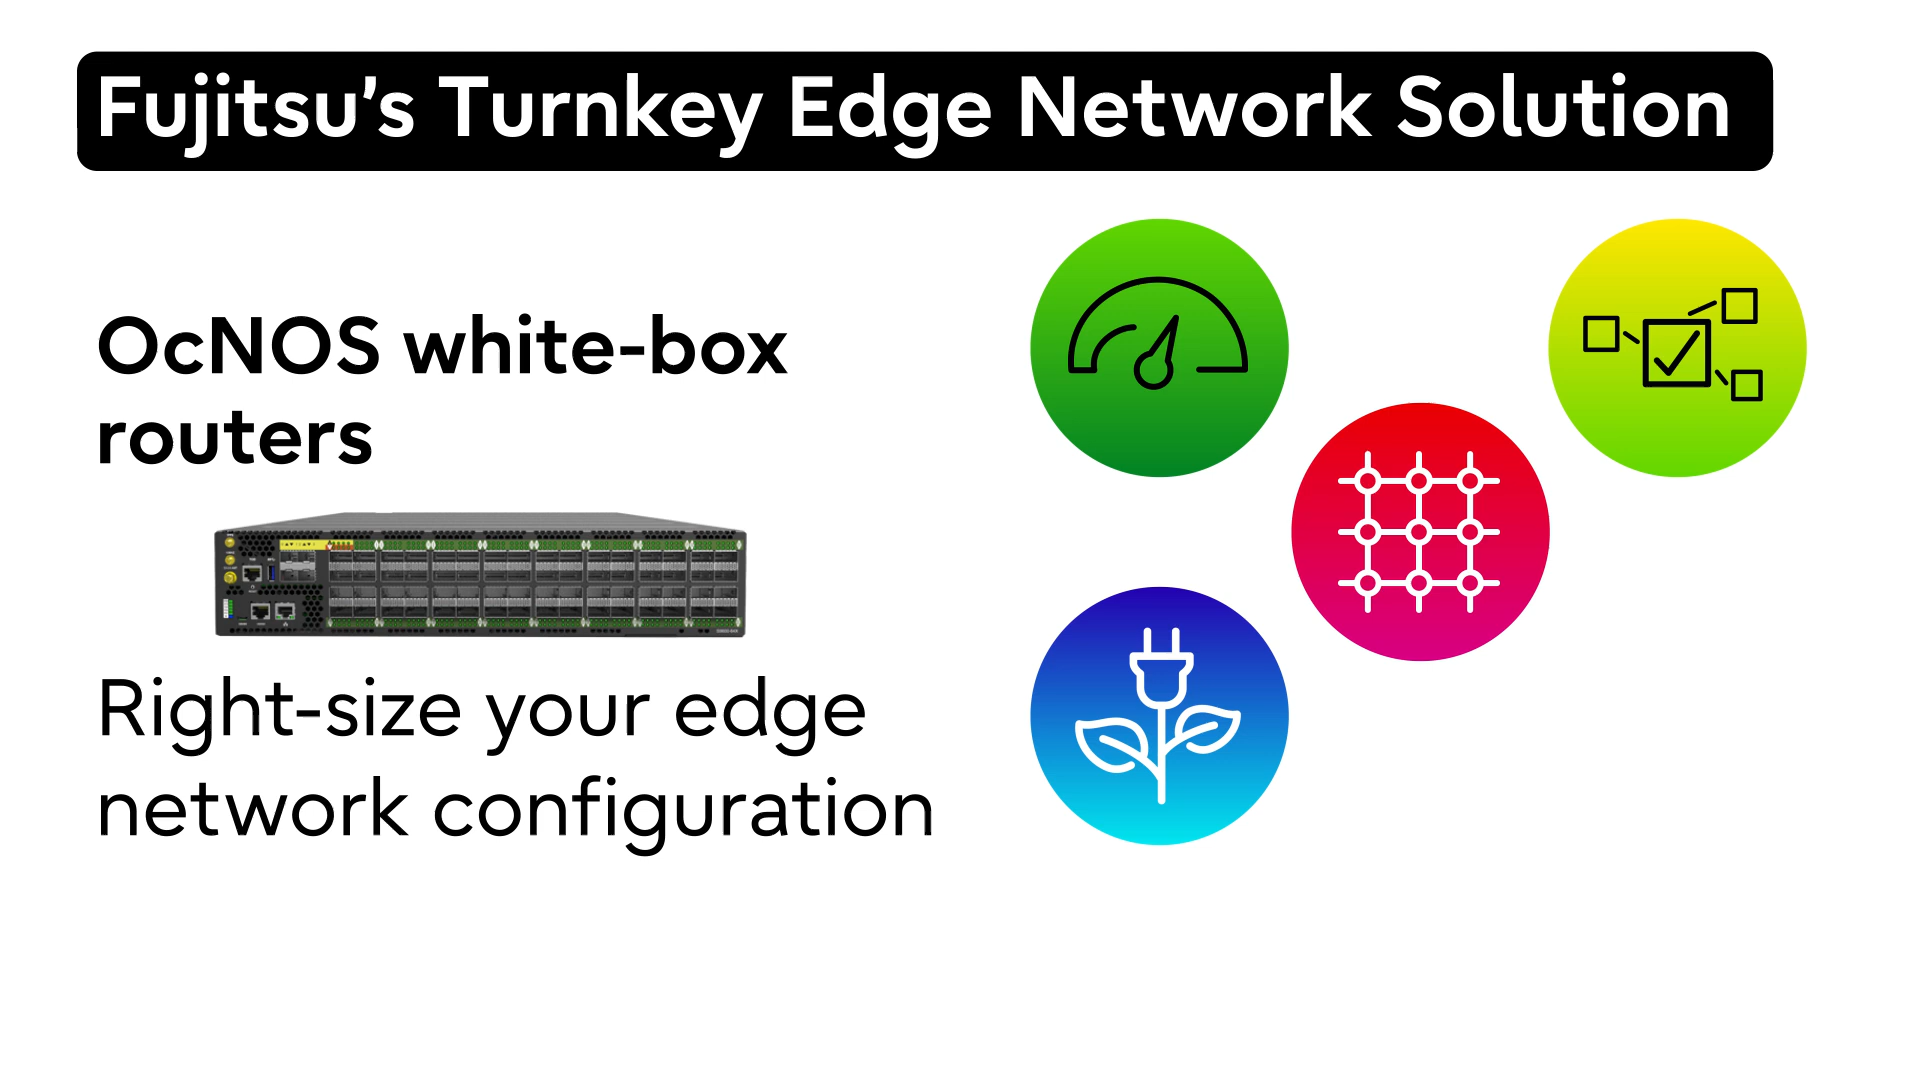 Fujitsu’s Turnkey Edge Network Solution
OcNOS white-box
routers
Right-size your edge
network configuration